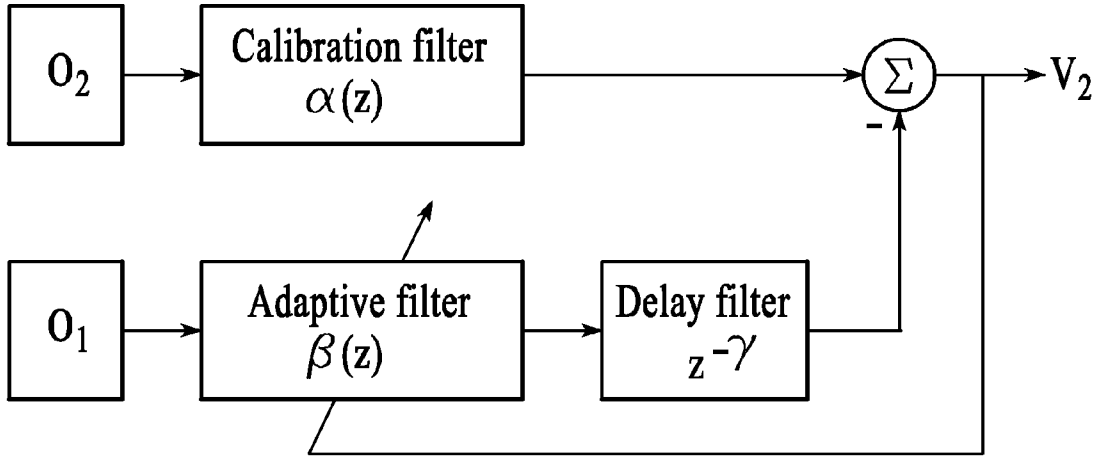 O₂
Calibration filter
α(z)
Σ
V₂
-
O₁
Adaptive filter
β(z)
Delay filter
z^-γ